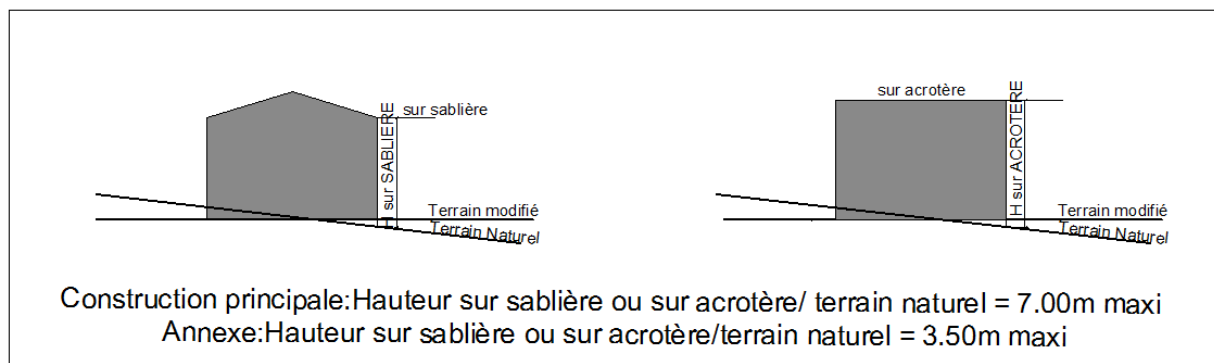 sur sablière
H sur SABLIERE
Terrain modifié
Terrain Naturel
sur acrotère
H sur ACROTERE
Terrain modifié
Terrain Naturel
Construction principale:Hauteur sur sablière ou sur acrotère/ terrain naturel = 7.00m maxi
Annexe:Hauteur sur sablière ou sur acrotère/terrain naturel = 3.50m maxi